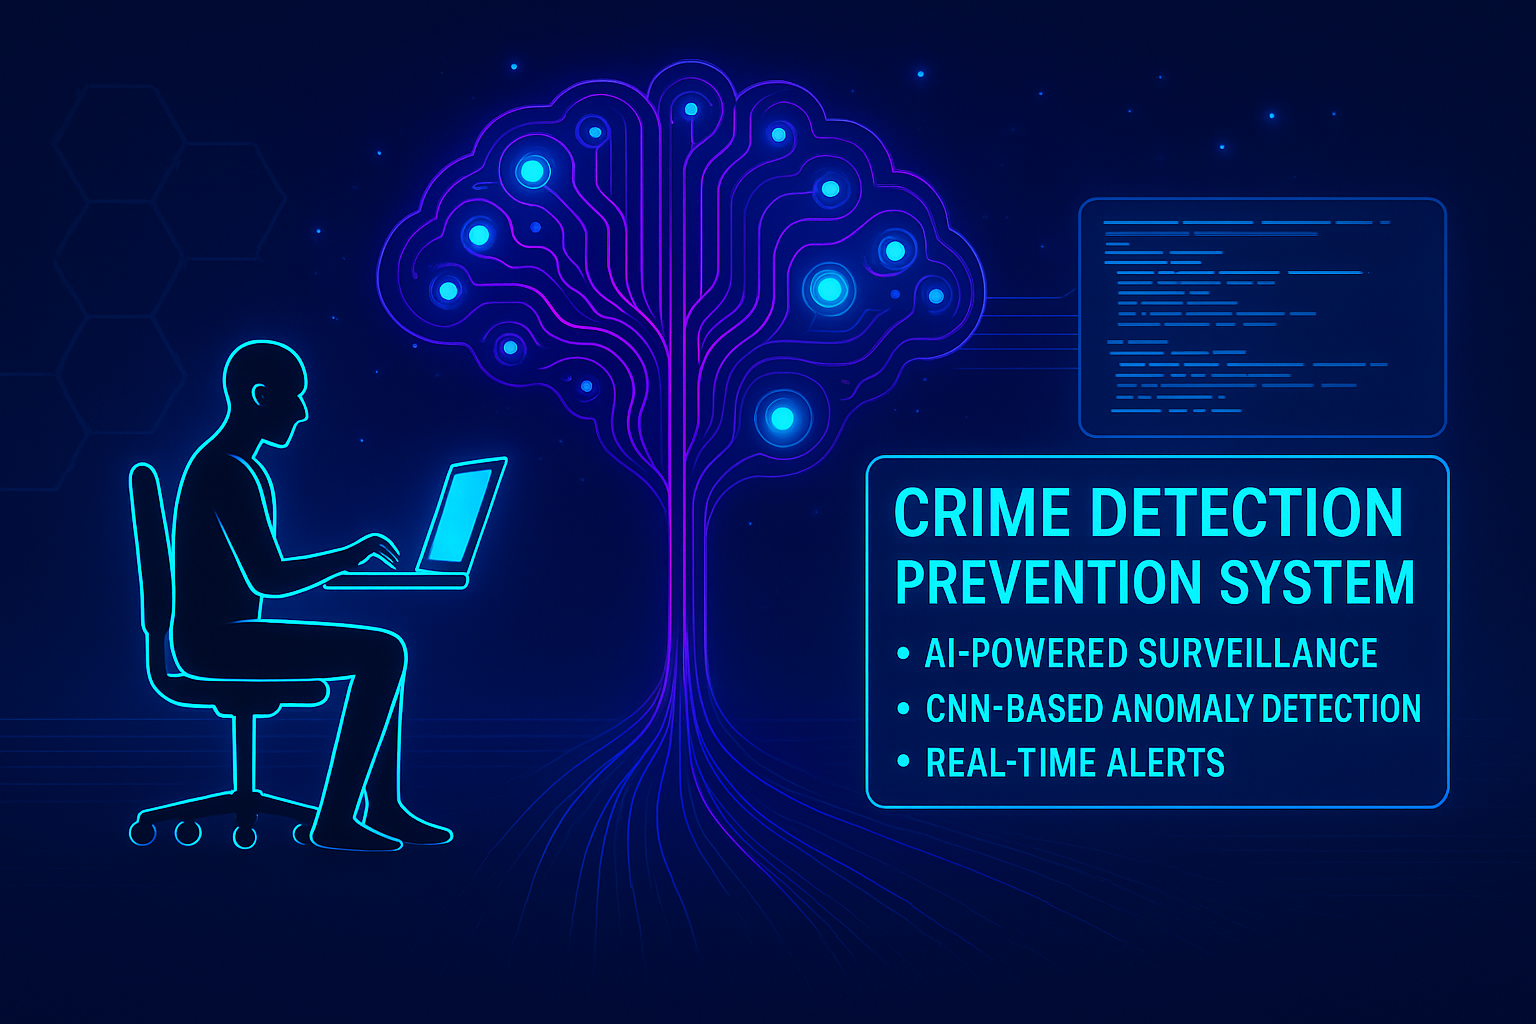 CRIME DETECTION
PREVENTION SYSTEM
• AI-POWERED SURVEILLANCE
• CNN-BASED ANOMALY DETECTION
• REAL-TIME ALERTS